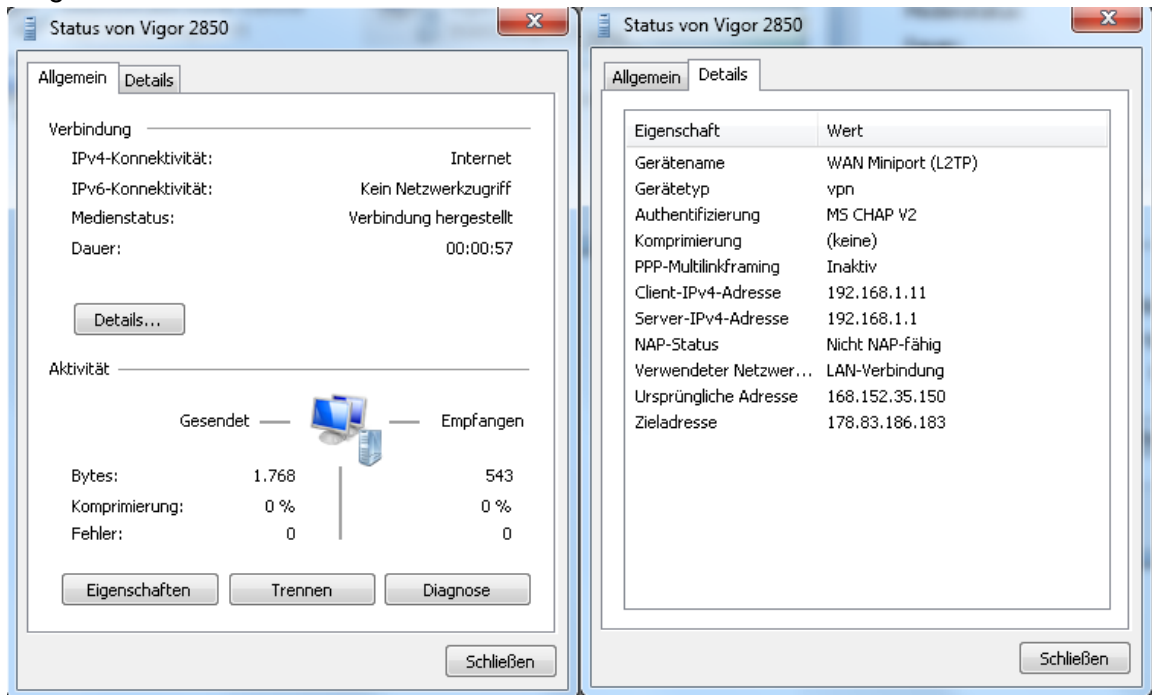 Status von Vigor 2850
Allgemein Details
Verbindung
IPv4-Konnektivität: Internet
IPv6-Konnektivität: Kein Netzwerkzugriff
Medienstatus: Verbindung hergestellt
Dauer: 00:00:57
Details...
Aktivität
Gesendet Empfangen
Bytes: 1.768 543
Komprimierung: 0 % 0 %
Fehler: 0 0
Eigenschaften Trennen Diagnose
Schließen
Status von Vigor 2850
Allgemein Details
Eigenschaft Wert
Gerätename WAN Miniport (L2TP)
Gerätetyp vpn
Authentifizierung MS CHAP V2
Komprimierung (keine)
PPP-Multilinkframing Inaktiv
Client-IPv4-Adresse 192.168.1.11
Server-IPv4-Adresse 192.168.1.1
NAP-Status Nicht NAP-fähig
Verwendeter Netzwer... LAN-Verbindung
Ursprüngliche Adresse 168.152.35.150
Zieladresse 178.83.186.183
Schließen